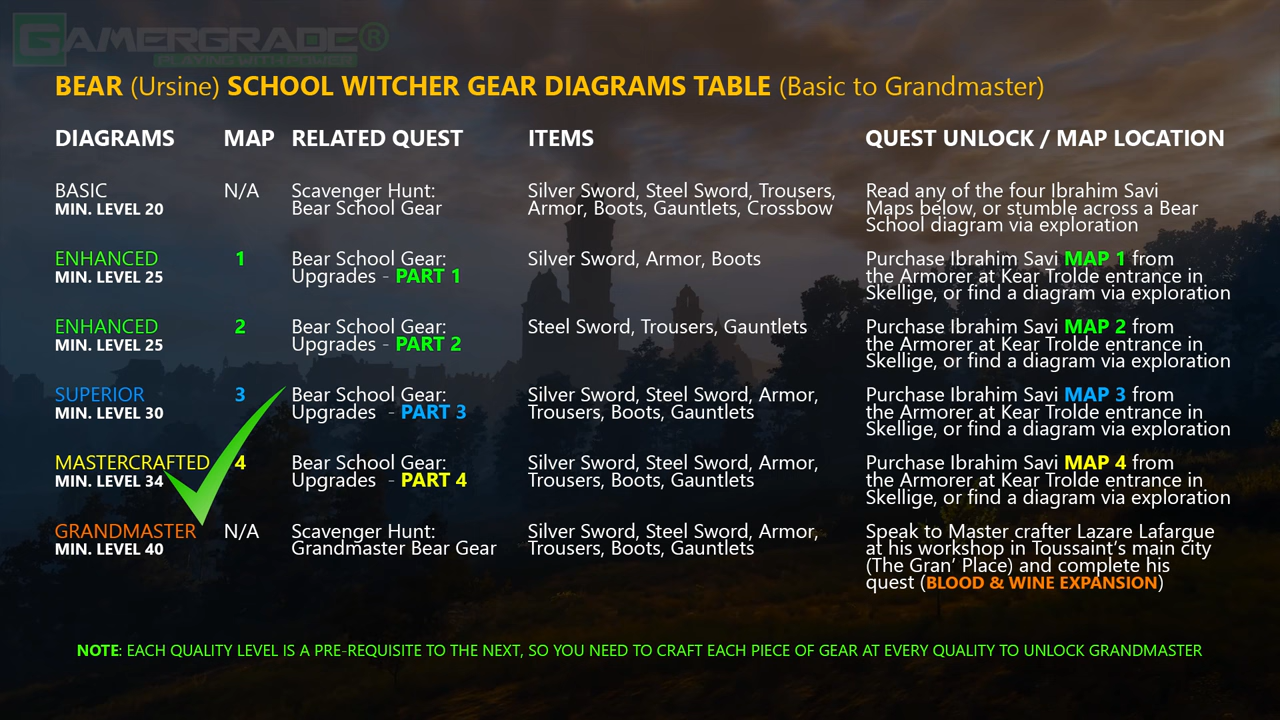 GAMERGRADE®
PLAYING WITH POWER
BEAR (Ursine) SCHOOL WITCHER GEAR DIAGRAMS TABLE (Basic to Grandmaster)
DIAGRAMS MAP RELATED QUEST ITEMS QUEST UNLOCK / MAP LOCATION
BASIC N/A Scavenger Hunt: Silver Sword, Steel Sword, Trousers, Read any of the four Ibrahim Savi
MIN. LEVEL 20 Bear School Gear Armor, Boots, Gauntlets, Crossbow Maps below, or stumble across a Bear
School diagram via exploration
ENHANCED 1 Bear School Gear: Silver Sword, Armor, Boots Purchase Ibrahim Savi MAP 1 from
MIN. LEVEL 25 Upgrades - PART 1 the Armorer at Kear Trolde entrance in
Skellige, or find a diagram via exploration
ENHANCED 2 Bear School Gear: Steel Sword, Trousers, Gauntlets Purchase Ibrahim Savi MAP 2 from
MIN. LEVEL 25 Upgrades - PART 2 the Armorer at Kear Trolde entrance in
Skellige, or find a diagram via exploration
SUPERIOR 3 Bear School Gear: Silver Sword, Steel Sword, Armor, Purchase Ibrahim Savi MAP 3 from
MIN. LEVEL 30 Upgrades - PART 3 Trousers, Boots, Gauntlets the Armorer at Kear Trolde entrance in
Skellige, or find a diagram via exploration
MASTERCRAFTED 4 Bear School Gear: Silver Sword, Steel Sword, Armor, Purchase Ibrahim Savi MAP 4 from
MIN. LEVEL 34 Upgrades - PART 4 Trousers, Boots, Gauntlets the Armorer at Kear Trolde entrance in
Skellige, or find a diagram via exploration
GRANDMASTER N/A Scavenger Hunt: Silver Sword, Steel Sword, Armor, Speak to Master crafter Lazare Lafargue
MIN. LEVEL 40 Grandmaster Bear Gear Trousers, Boots, Gauntlets at his workshop in Toussaint's main city
(The Gran' Place) and complete his
quest (BLOOD & WINE EXPANSION)
NOTE: EACH QUALITY LEVEL IS A PRE-REQUISITE TO THE NEXT, SO YOU NEED TO CRAFT EACH PIECE OF GEAR AT EVERY QUALITY TO UNLOCK GRANDMASTER